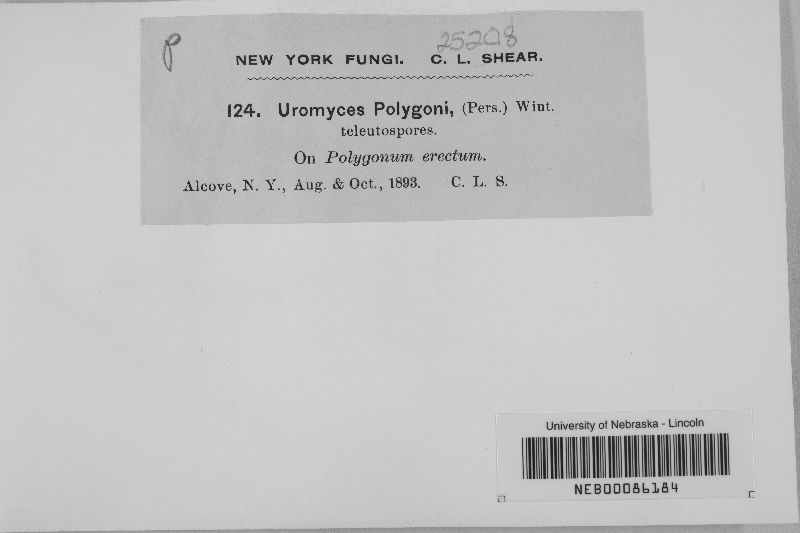 P 25208
NEW YORK FUNGI. C. L. SHEAR.
124. Uromyces Polygoni, (Pers.) Wint.
teleutospores.
On Polygonum erectum.
Alcove, N. Y., Aug. & Oct., 1893. C. L. S.
University of Nebraska - Lincoln
NEB00086184